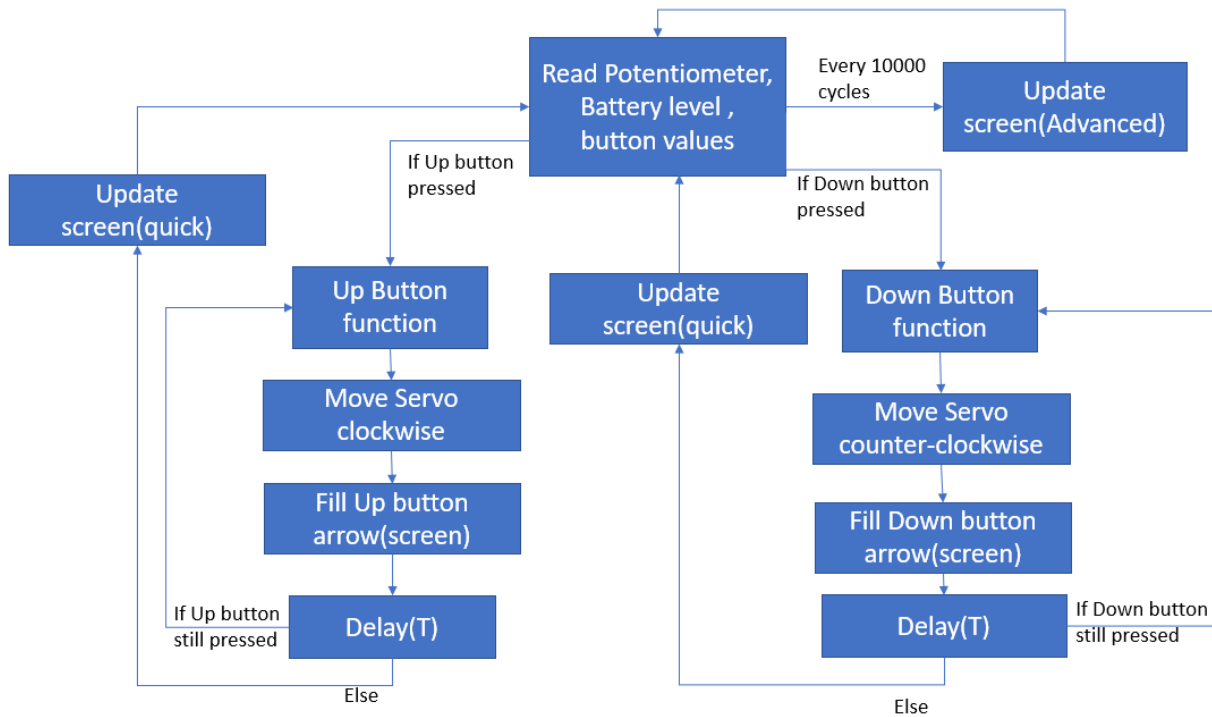 Read Potentiometer,
Battery level ,
button values
Every 10000
cycles
Update
screen(Advanced)
If Up button
pressed
If Down button
pressed
Update
screen(quick)
Up Button
function
Update
screen(quick)
Down Button
function
Move Servo
clockwise
Move Servo
counter-clockwise
Fill Up button
arrow(screen)
Fill Down button
arrow(screen)
If Up button
still pressed
Delay(T)
Delay(T)
If Down button
still pressed
Else
Else